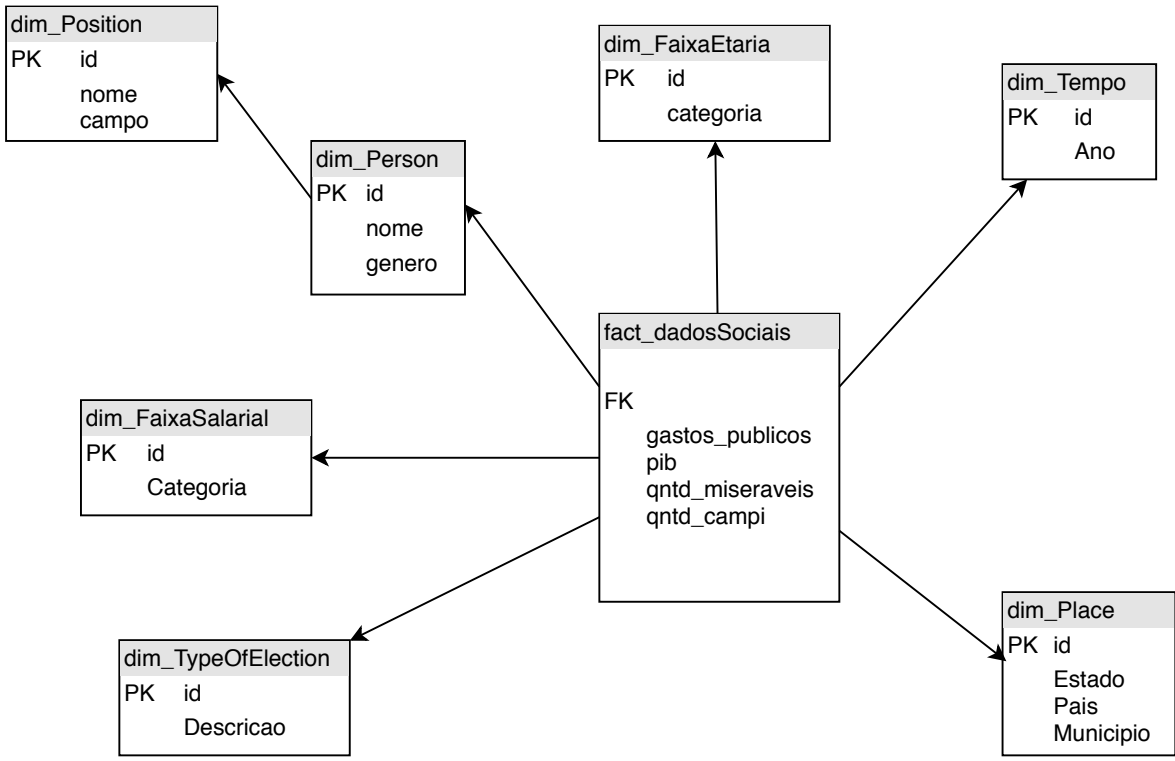 dim_Position
PK id
nome
campo
dim_FaixaEtaria
PK id
categoria
dim_Tempo
PK id
Ano
dim_Person
PK id
nome
genero
fact_dadosSociais
FK
gastos_publicos
pib
qntd_miseraveis
qntd_campi
dim_FaixaSalarial
PK id
Categoria
dim_TypeOfElection
PK id
Descricao
dim_Place
PK id
Estado
Pais
Municipio